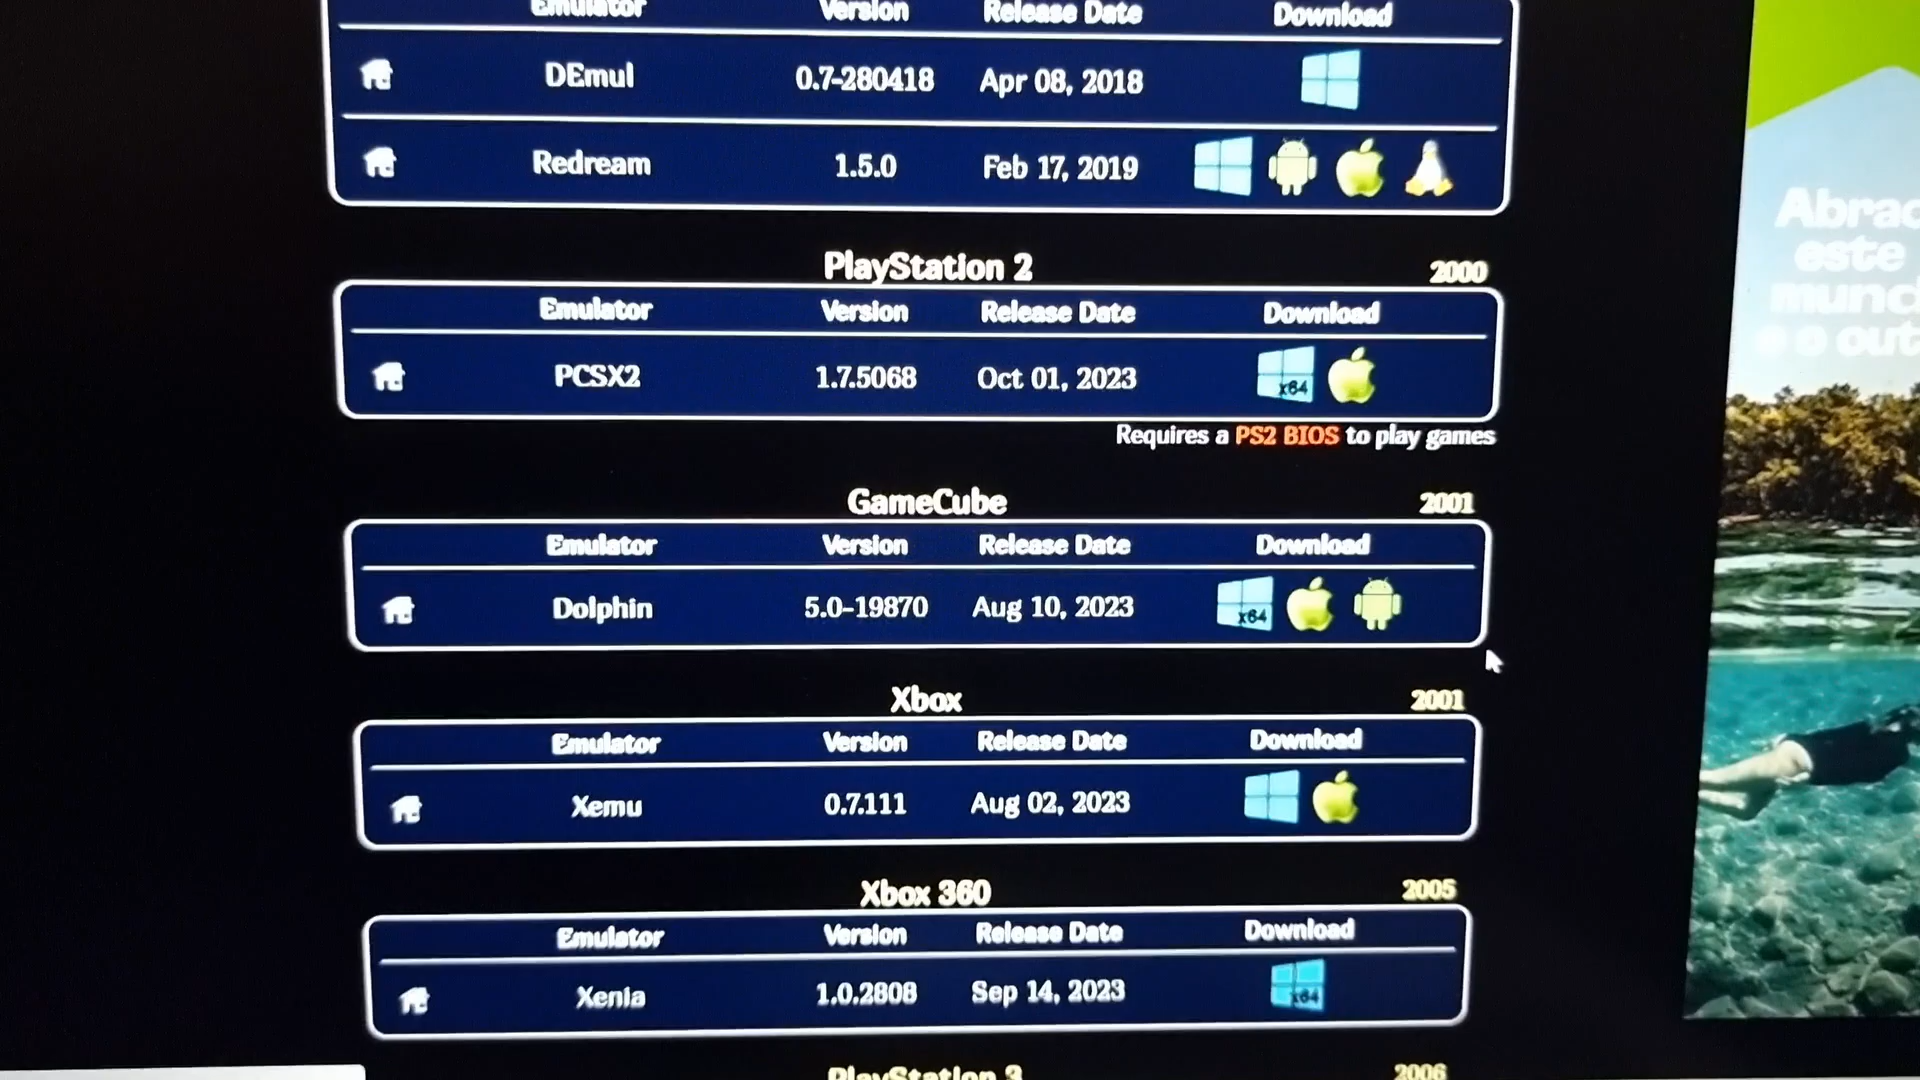 Emulator Version Release Date Download
DEmul 0.7-280418 Apr 08, 2018
Redream 1.5.0 Feb 17, 2019
PlayStation 2 2000
Emulator Version Release Date Download
PCSX2 1.7.5068 Oct 01, 2023 x64
Requires a PS2 BIOS to play games
GameCube 2001
Emulator Version Release Date Download
Dolphin 5.0-19870 Aug 10, 2023 x64
Xbox 2001
Emulator Version Release Date Download
Xemu 0.7.111 Aug 02, 2023
Xbox 360 2005
Emulator Version Release Date Download
Xenia 1.0.2808 Sep 14, 2023 x64
PlayStation 3 2006
Abrac
este
mund
e o out